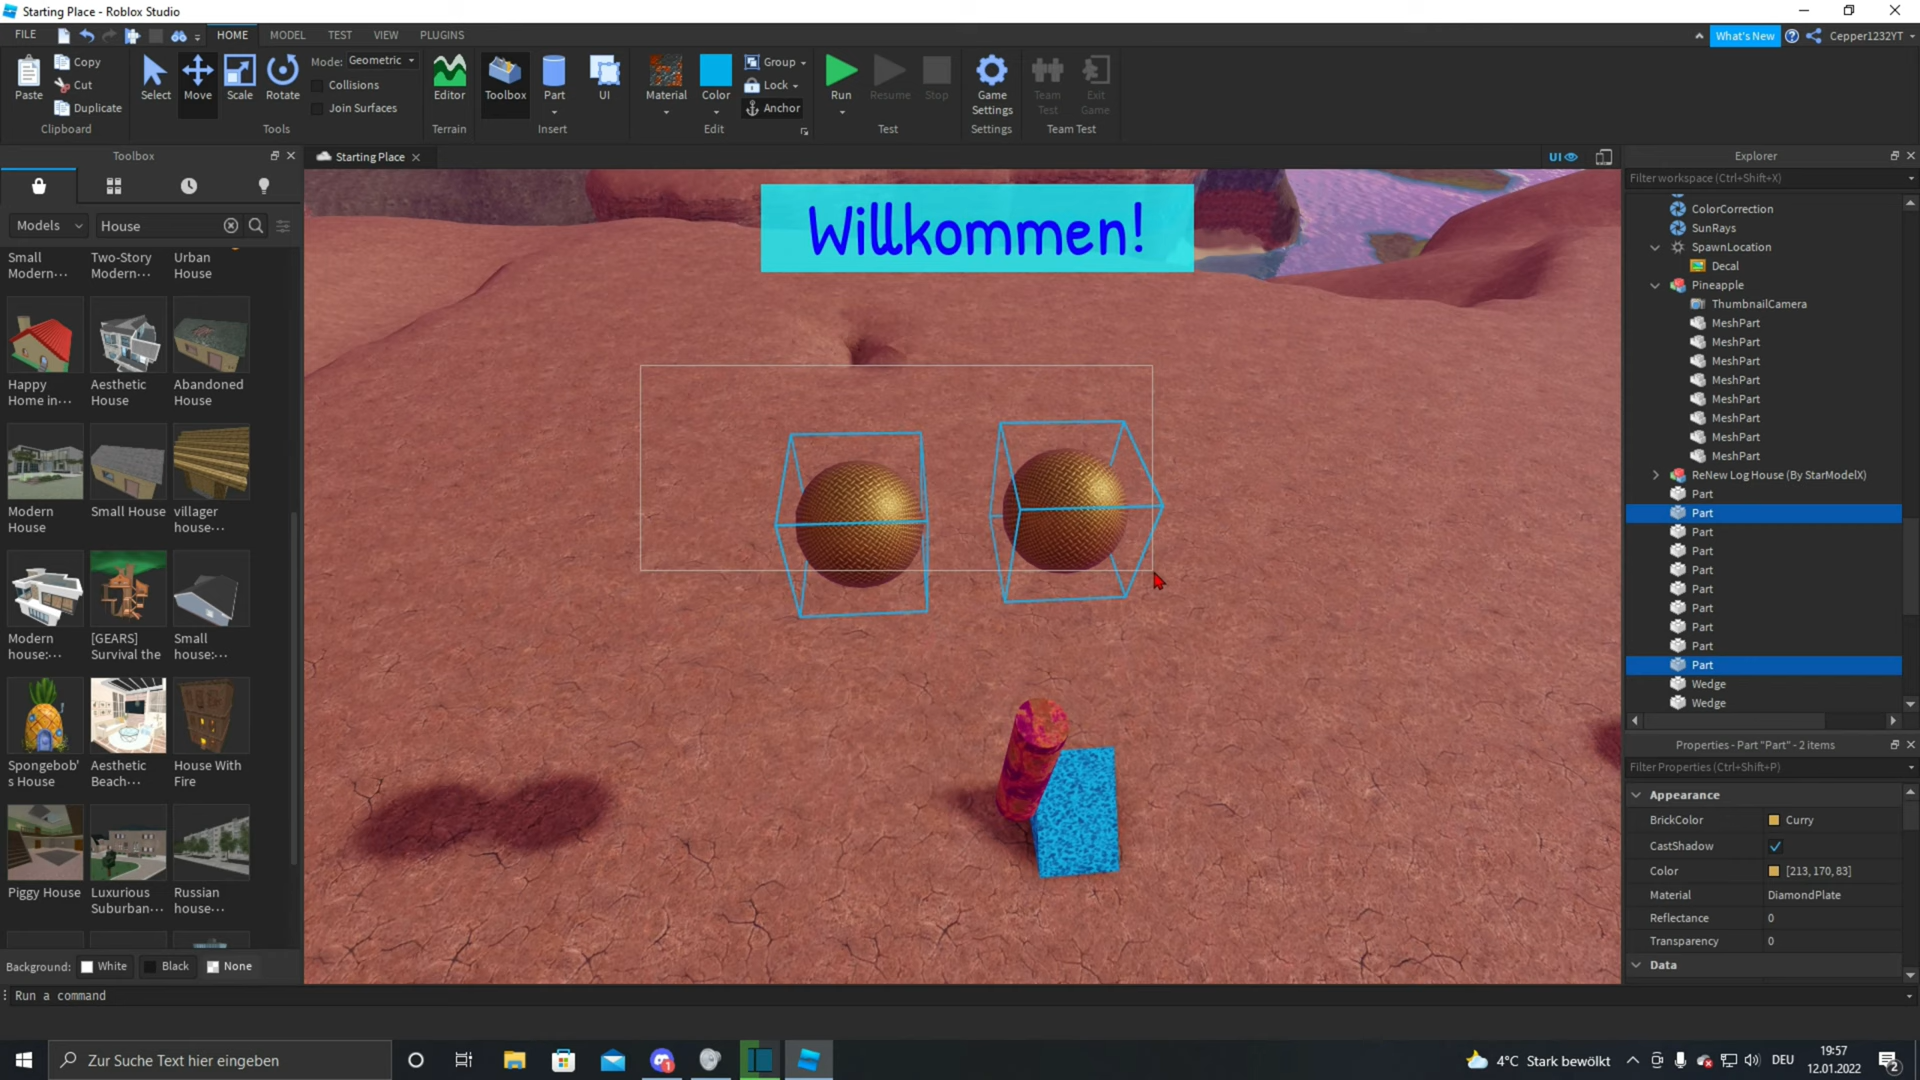 Starting Place - Roblox Studio
FILE
HOME
MODEL
TEST
VIEW
PLUGINS
What's New
Cepper1232YT
Paste
Copy
Cut
Duplicate
Clipboard
Select
Move
Scale
Rotate
Mode: Geometric
Collisions
Join Surfaces
Tools
Editor
Terrain
Toolbox
Part
UI
Insert
Material
Color
Group
Lock
Anchor
Edit
Run
Resume
Stop
Test
Game
Settings
Settings
Team
Test
Exit
Game
Team Test
Toolbox
Models
House
Small
Modern···
Two-Story
Modern···
Urban
House
Happy
Home in···
Aesthetic
House
Abandoned
House
Modern
House
Small House
villager
house···
Modern
house:···
[GEARS]
Survival the
Small
house:···
Spongebob'
s House
Aesthetic
Beach···
House With
Fire
Piggy House
Luxurious
Suburban···
Russian
house···
Background:
White
Black
None
Run a command
Starting Place
UI
Willkommen!
Explorer
Filter workspace (Ctrl+Shift+X)
ColorCorrection
SunRays
SpawnLocation
Decal
Pineapple
ThumbnailCamera
MeshPart
MeshPart
MeshPart
MeshPart
MeshPart
MeshPart
MeshPart
MeshPart
ReNew Log House (By StarModelX)
Part
Part
Part
Part
Part
Part
Part
Part
Part
Part
Wedge
Wedge
Properties - Part "Part" - 2 items
Filter Properties (Ctrl+Shift+P)
Appearance
BrickColor
Curry
CastShadow
Color
[213, 170, 83]
Material
DiamondPlate
Reflectance
0
Transparency
0
Data
Zur Suche Text hier eingeben
1
4°C Stark bewölkt
DEU
19:57
12.01.2022
2